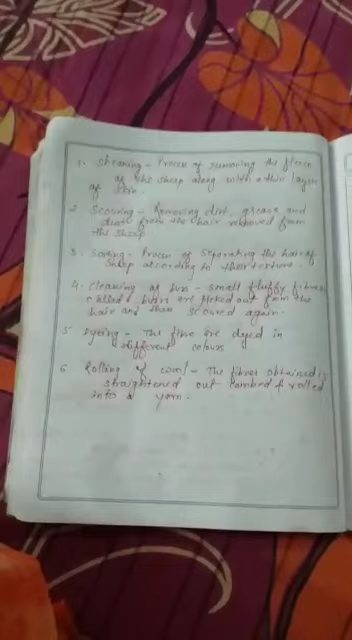 1. Shearing - Process of removing the fleece
of the sheep along with a thin layer
of skin.
2. Scouring - Removing dirt, grease and
dust from the hair removed from
the sheep
3. Soring - Process of separating the hair of
sheep according to their texture.
4. Cleaning of burs - small fluffy fibres
called burs are picked out from the
hair and then scoured again.
5 Dyeing - The fibre are dyed in
different colours
6 Rolling of wool - The fibres obtained is
straightened out combed & rolled
into a yarn.